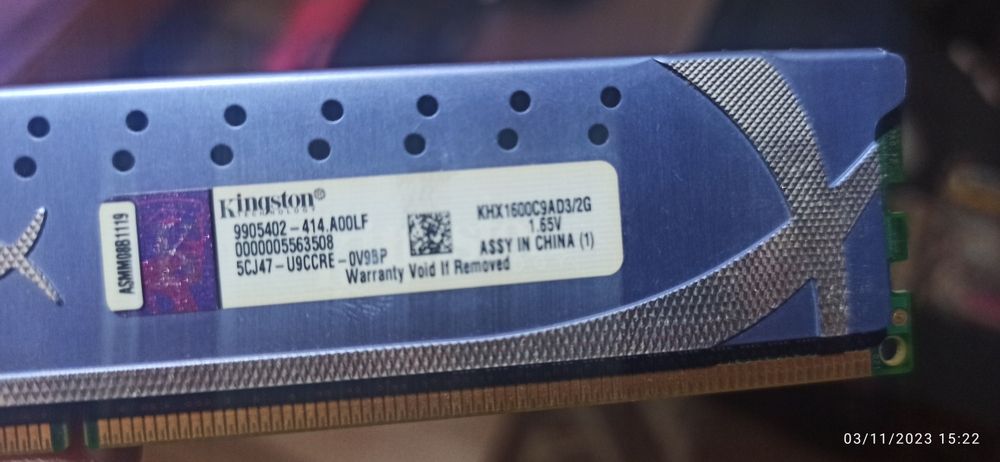 ASMM08B1119
Kingston®
TECHNOLOGY
9905402-414.A00LF
0000005563508
5CJ47-U9CCRE-0V9BP
Warranty Void If Removed
KHX1600C9AD3/2G
1.65V
ASSY IN CHINA (1)
03/11/2023 15:22